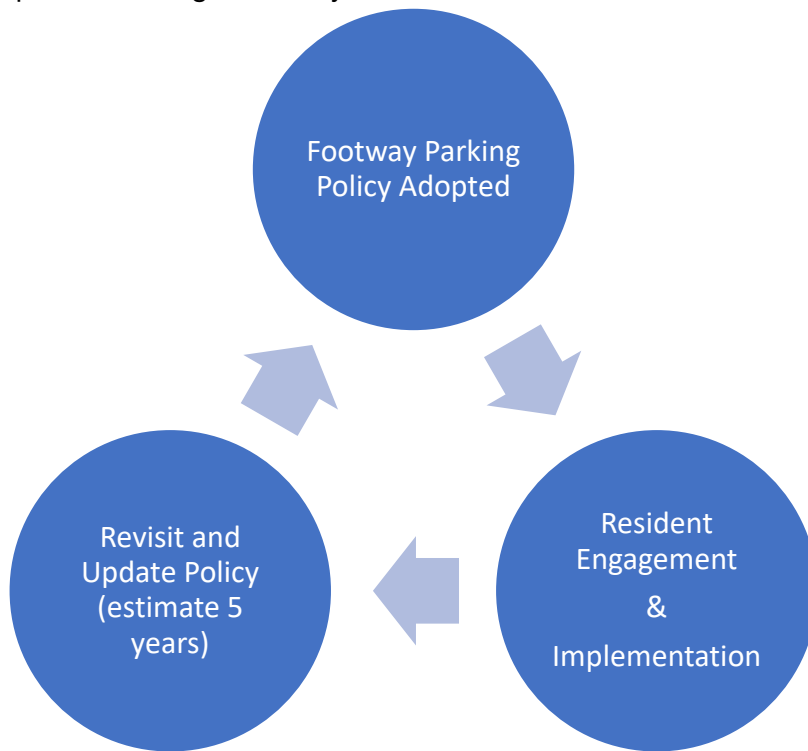 Footway Parking
Policy Adopted
Resident
Engagement
&
Implementation
Revisit and
Update Policy
(estimate 5
years)